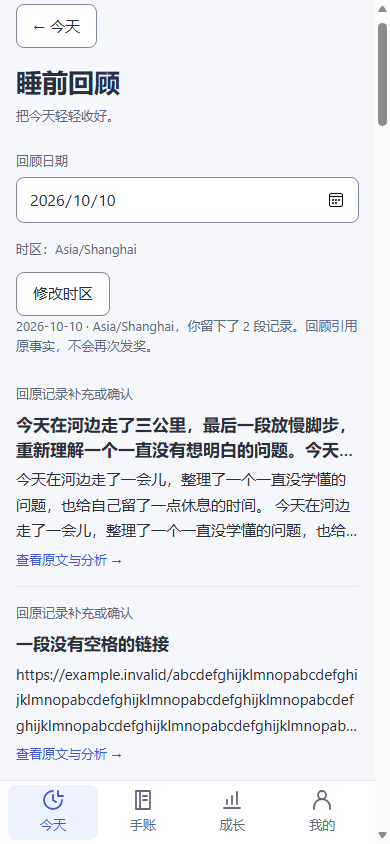 ← 今天
睡前回顾
把今天轻轻收好。
回顾日期
2026/10/10
时区：Asia/Shanghai
修改时区
2026-10-10 · Asia/Shanghai，你留下了 2 段记录。回顾引用
原事实，不会再次发奖。
回原记录补充或确认
今天在河边走了三公里，最后一段放慢脚步，
重新理解一个一直没有想明白的问题。今天...
今天在河边走了一会儿，整理了一个一直没学懂的
问题，也给自己留了一点休息的时间。 今天在河边
走了一会儿，整理了一个一直没学懂的问题，也给...
查看原文与分析 →
回原记录补充或确认
一段没有空格的链接
https://example.invalid/abcdefghijklmnopabcdefghi
jklmnopabcdefghijklmnopabcdefghijklmnopabcdef
ghijklmnopabcdefghijklmnopabcdefghijklmnopab...
查看原文与分析 →
今天
手账
成长
我的